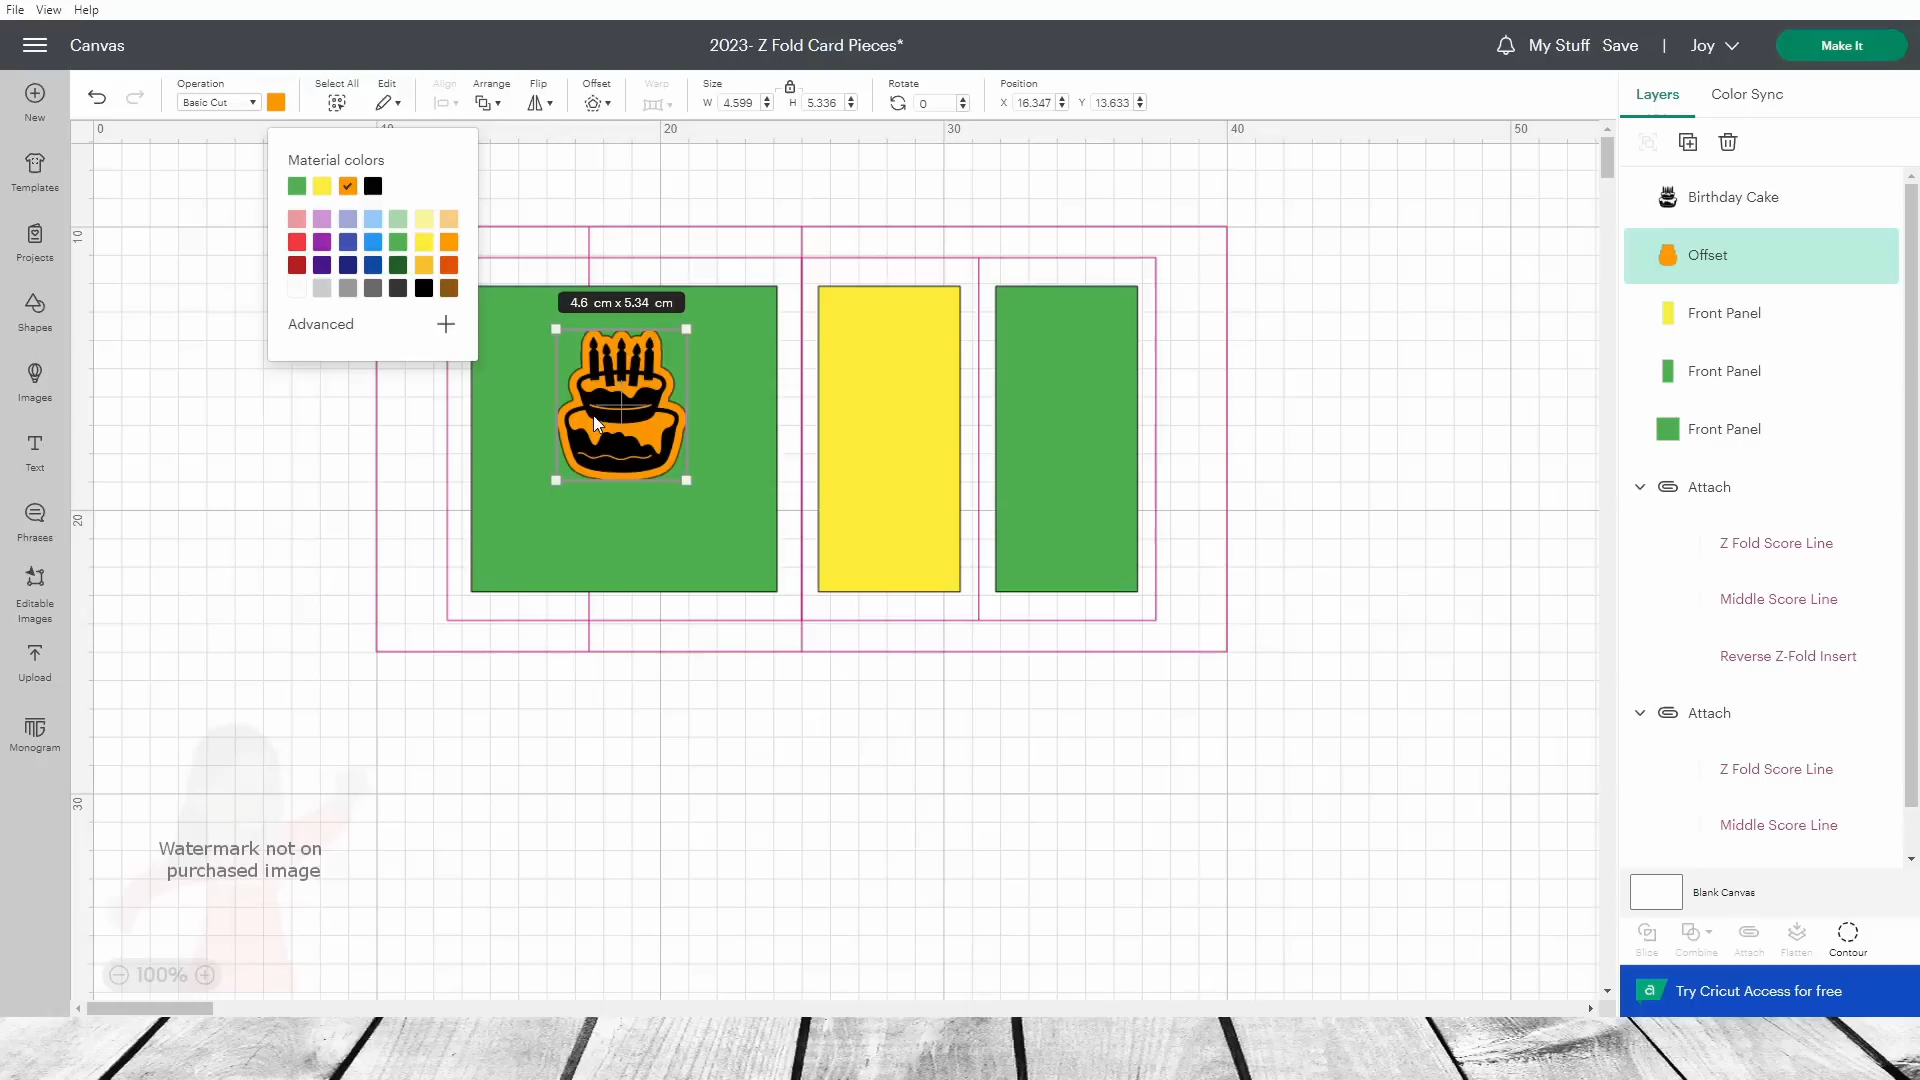 File View Help
Canvas
2023- Z Fold Card Pieces*
My Stuff Save | Joy
Make It
New
Templates
Projects
Shapes
Images
Text
Phrases
Editable
Images
Upload
Monogram
Operation
Basic Cut
Select All
Edit
Align
Arrange
Flip
Offset
Warp
Size
W 4.599
H 5.336
Rotate
0
Position
X 16.347
Y 13.633
0 10 20 30 40 50
10
20
30
Material colors
Advanced
4.6 cm x 5.34 cm
Watermark not on
purchased image
100%
Layers Color Sync
Birthday Cake
Offset
Front Panel
Front Panel
Front Panel
Attach
Z Fold Score Line
Middle Score Line
Reverse Z-Fold Insert
Attach
Z Fold Score Line
Middle Score Line
Blank Canvas
Slice Combine Attach Flatten Contour
a Try Cricut Access for free